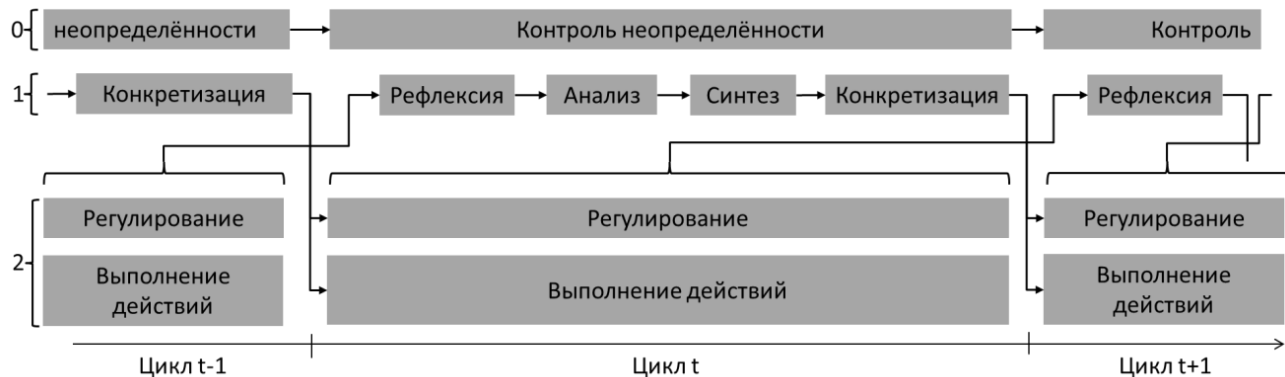 0 неопределённости Контроль неопределённости Контроль
1 Конкретизация Рефлексия Анализ Синтез Конкретизация Рефлексия
Регулирование Регулирование Регулирование
2
Выполнение
действий
Выполнение действий
Выполнение
действий
Цикл t-1 Цикл t Цикл t+1